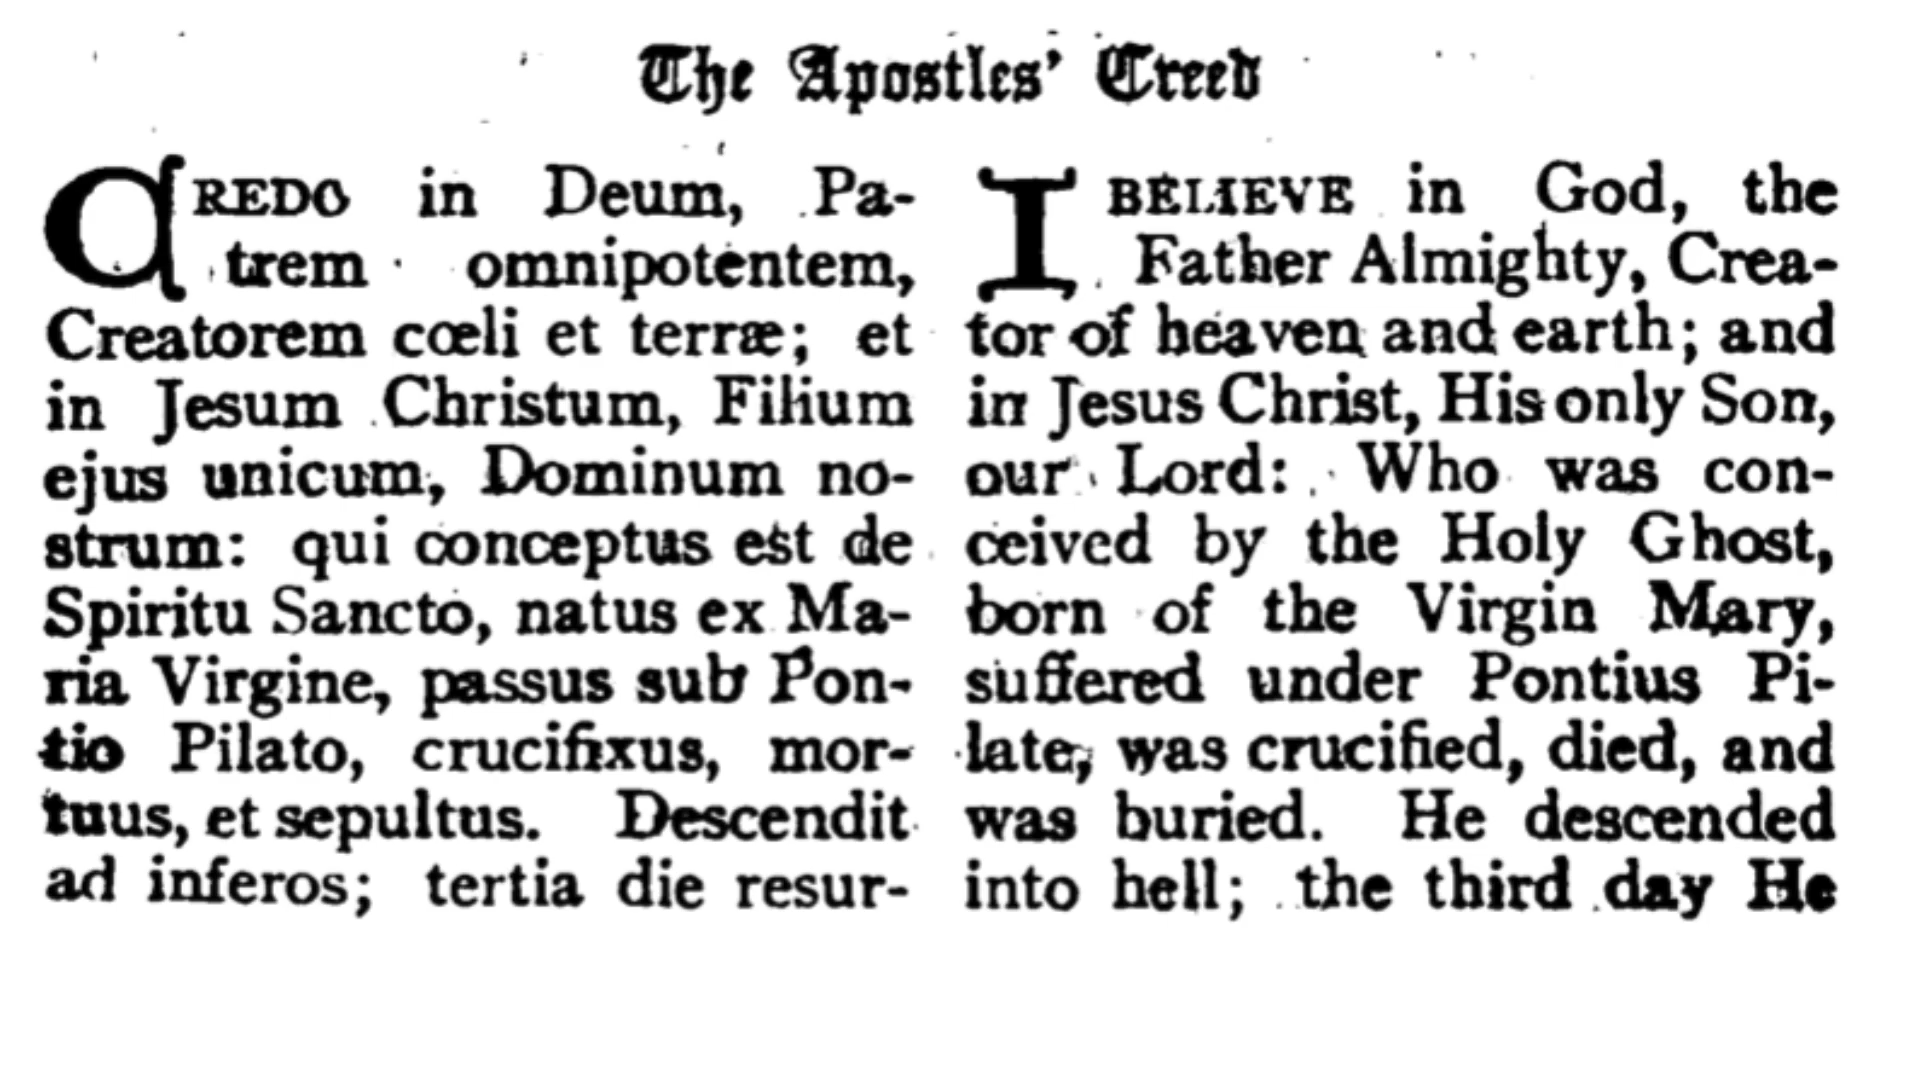 The Apostles' Creed
CREDO in Deum, Pa-
trem omnipotentem,
Creatorem cœli et terræ; et
in Jesum Christum, Filium
ejus unicum, Dominum no-
strum: qui conceptus est de
Spiritu Sancto, natus ex Ma-
ria Virgine, passus sub Pon-
tio Pilato, crucifixus, mor-
tuus, et sepultus. Descendit
ad inferos; tertia die resur-
I BELIEVE in God, the
Father Almighty, Crea-
tor of heaven and earth; and
in Jesus Christ, His only Son,
our Lord: Who was con-
ceived by the Holy Ghost,
born of the Virgin Mary,
suffered under Pontius Pi-
late, was crucified, died, and
was buried. He descended
into hell; the third day He